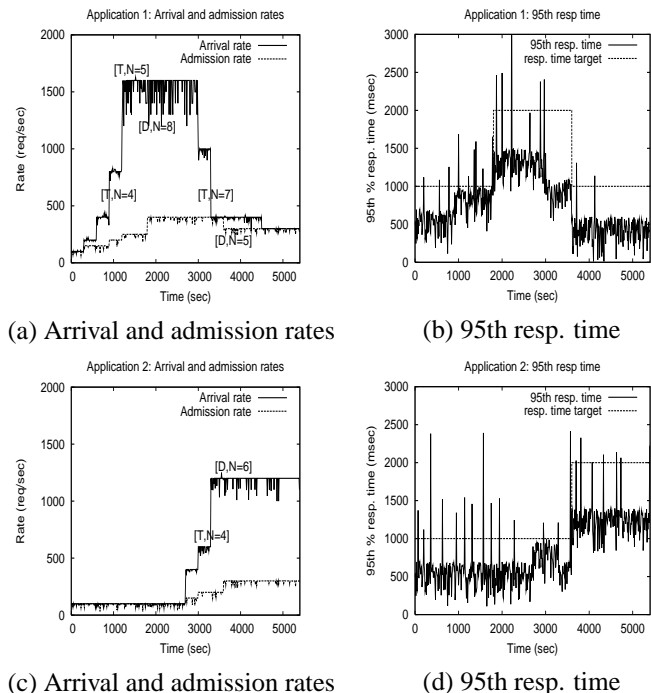 Application 1: Arrival and admission rates
Arrival rate
Admission rate
[T,N=5]
[D,N=8]
[T,N=4]
[T,N=7]
[D,N=5]
Rate (req/sec)
2000
1500
1000
500
0
0 1000 2000 3000 4000 5000
Time (sec)
(a) Arrival and admission rates
Application 1: 95th resp time
95th resp. time
resp. time target
95th % resp. time (msec)
3000
2500
2000
1500
1000
500
0
0 1000 2000 3000 4000 5000
Time (sec)
(b) 95th resp. time
Application 2: Arrival and admission rates
Arrival rate
Admission rate
[D,N=6]
[T,N=4]
Rate (req/sec)
2000
1500
1000
500
0
0 1000 2000 3000 4000 5000
Time (sec)
(c) Arrival and admission rates
Application 2: 95th resp time
95th resp. time
resp. time target
95th % resp. time (msec)
3000
2500
2000
1500
1000
500
0
0 1000 2000 3000 4000 5000
Time (sec)
(d) 95th resp. time